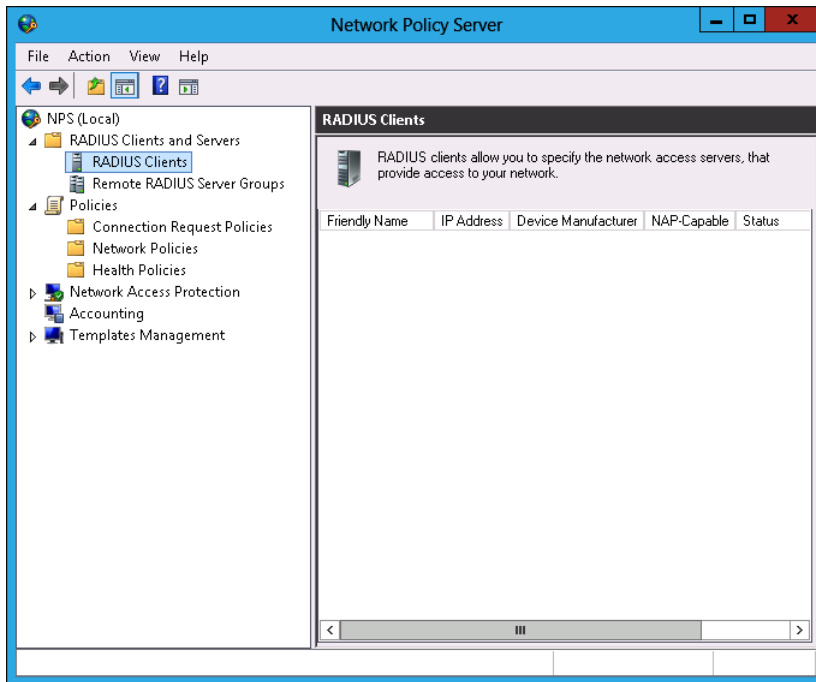 Network Policy Server
File Action View Help
NPS (Local)
RADIUS Clients and Servers
RADIUS Clients
Remote RADIUS Server Groups
Policies
Connection Request Policies
Network Policies
Health Policies
Network Access Protection
Accounting
Templates Management
RADIUS Clients
RADIUS clients allow you to specify the network access servers, that
provide access to your network.
Friendly Name IP Address Device Manufacturer NAP-Capable Status